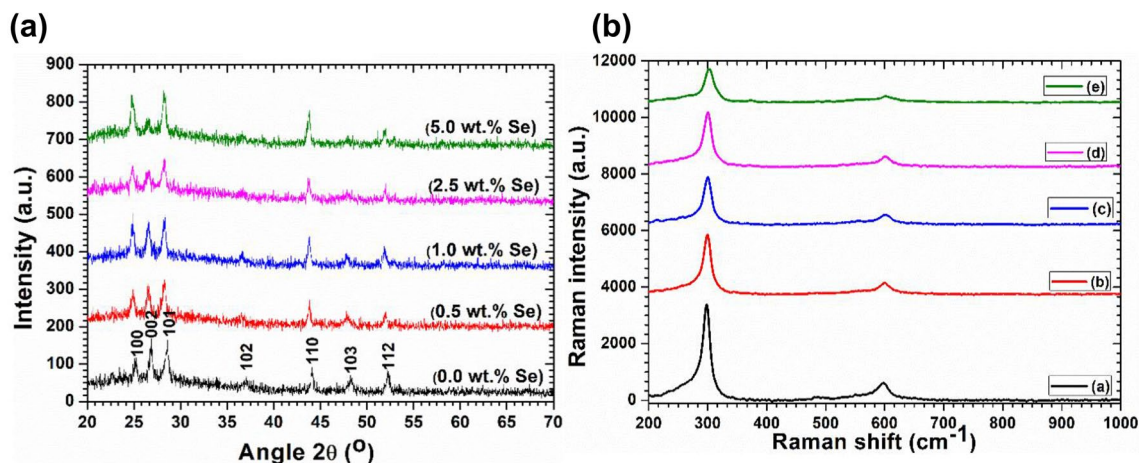 (a)
900
800
700
600
500
400
300
200
100
0
Intensity (a.u.)
(5.0 wt.% Se)
(2.5 wt.% Se)
(1.0 wt.% Se)
(0.5 wt.% Se)
(0.0 wt.% Se)
100
002
101
102
110
103
112
20 25 30 35 40 45 50 55 60 65 70
Angle 2θ (º)
(b)
12000
10000
8000
6000
4000
2000
0
Raman intensity (a.u.)
(e)
(d)
(c)
(b)
(a)
200 300 400 500 600 700 800 900 1000
Raman shift (cm⁻¹)